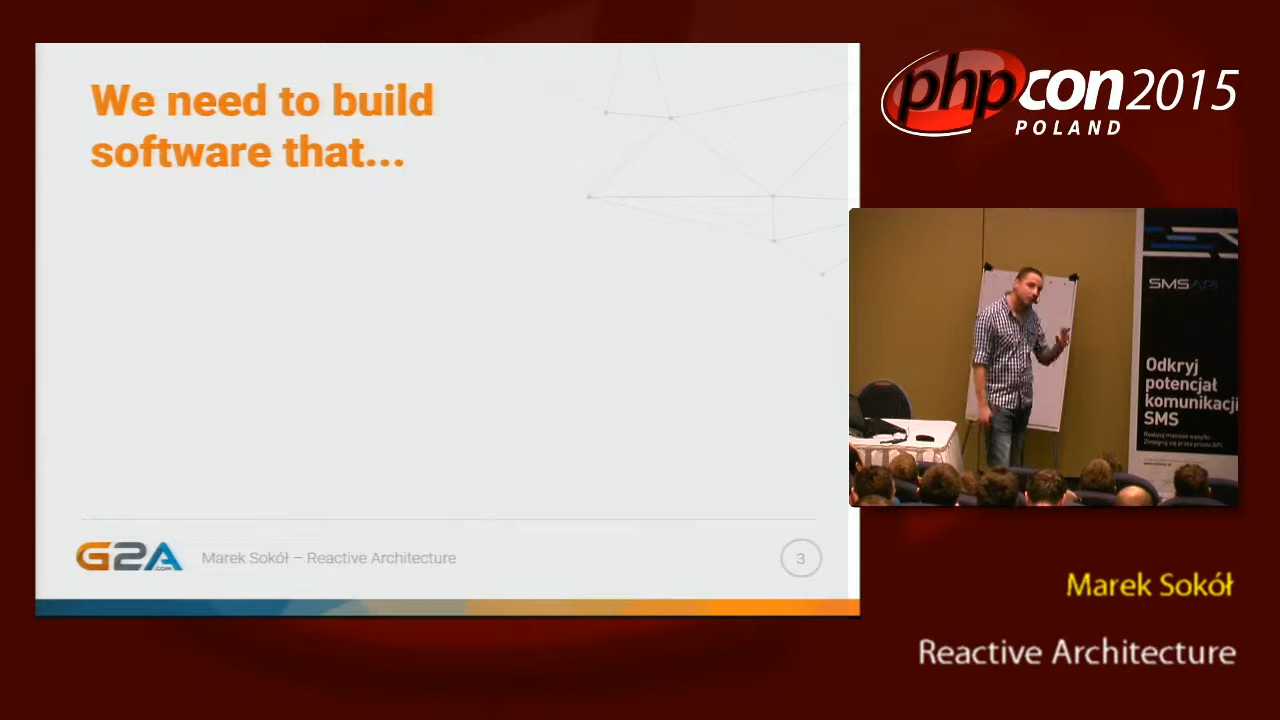 We need to build
software that...
G2A
.COM
Marek Sokół – Reactive Architecture
3
phpcon2015
POLAND
SMSAPI
Odkryj
potencjał
komunikacji
SMS
Marek Sokół
Reactive Architecture